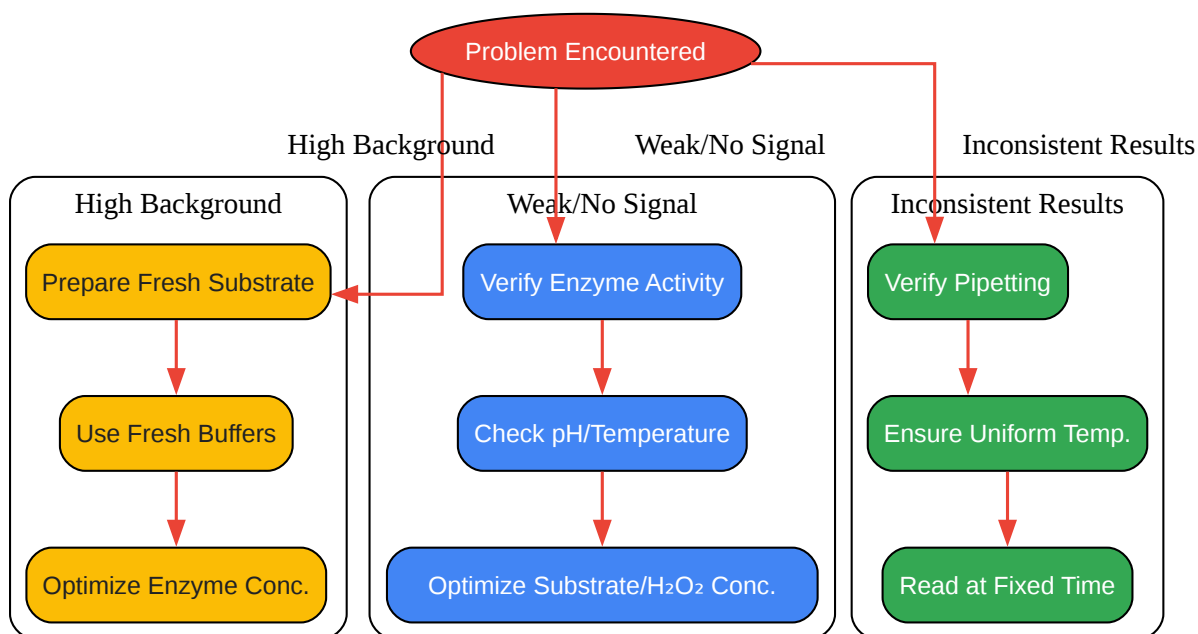 Problem Encountered
High Background
Weak/No Signal
Inconsistent Results
High Background
Weak/No Signal
Inconsistent Results
Prepare Fresh Substrate
Verify Enzyme Activity
Verify Pipetting
Use Fresh Buffers
Check pH/Temperature
Ensure Uniform Temp.
Optimize Enzyme Conc.
Optimize Substrate/H₂O₂ Conc.
Read at Fixed Time